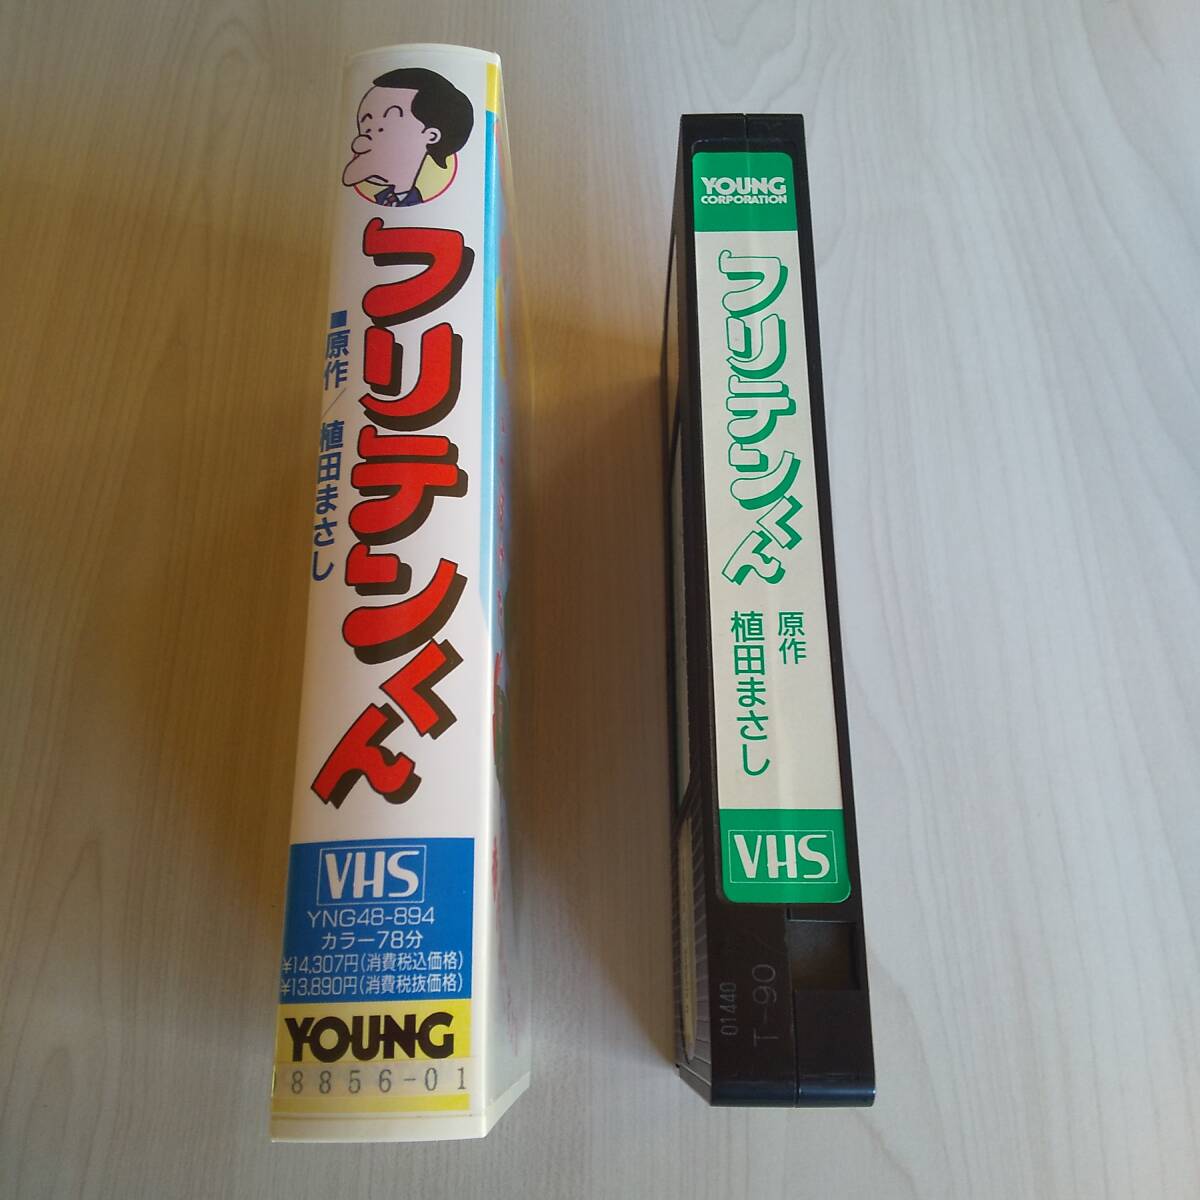 フリテンくん
■原作/植田まさし
VHS
YNG48-894
カラー78分
¥14,307円(消費税込価格)
¥13,890円(消費税抜価格)
YOUNG
8856-01
YOUNG
CORPORATION
フリテンくん
原作
植田まさし
VHS
01440
T-90